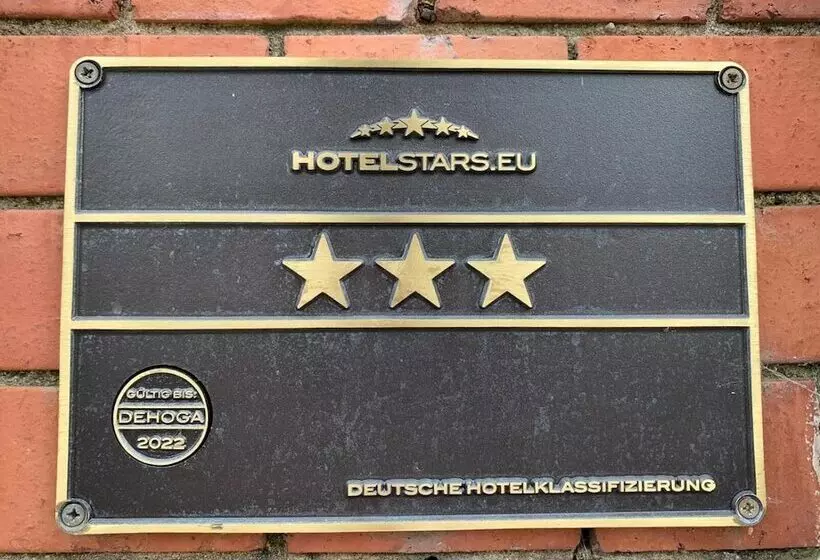 HOTELSTARS.EU
GÜLTIG BIS:
DEHOGA
2022
DEUTSCHE HOTELKLASSIFIZIERUNG